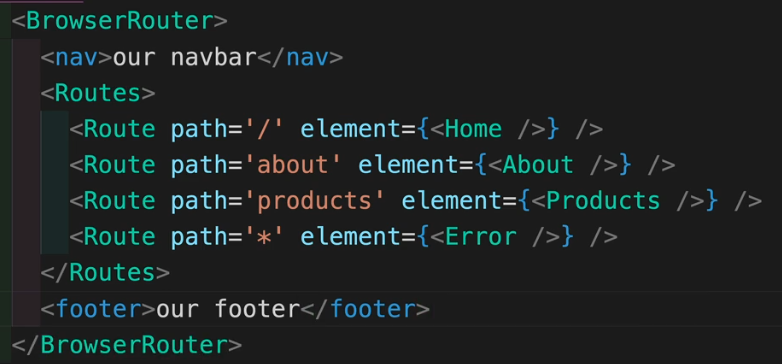 <BrowserRouter>
<nav>our navbar</nav>
<Routes>
<Route path='/' element={<Home />} />
<Route path='about' element={<About />} />
<Route path='products' element={<Products />} />
<Route path='*' element={<Error />} />
</Routes>
<footer>our footer</footer>
</BrowserRouter>